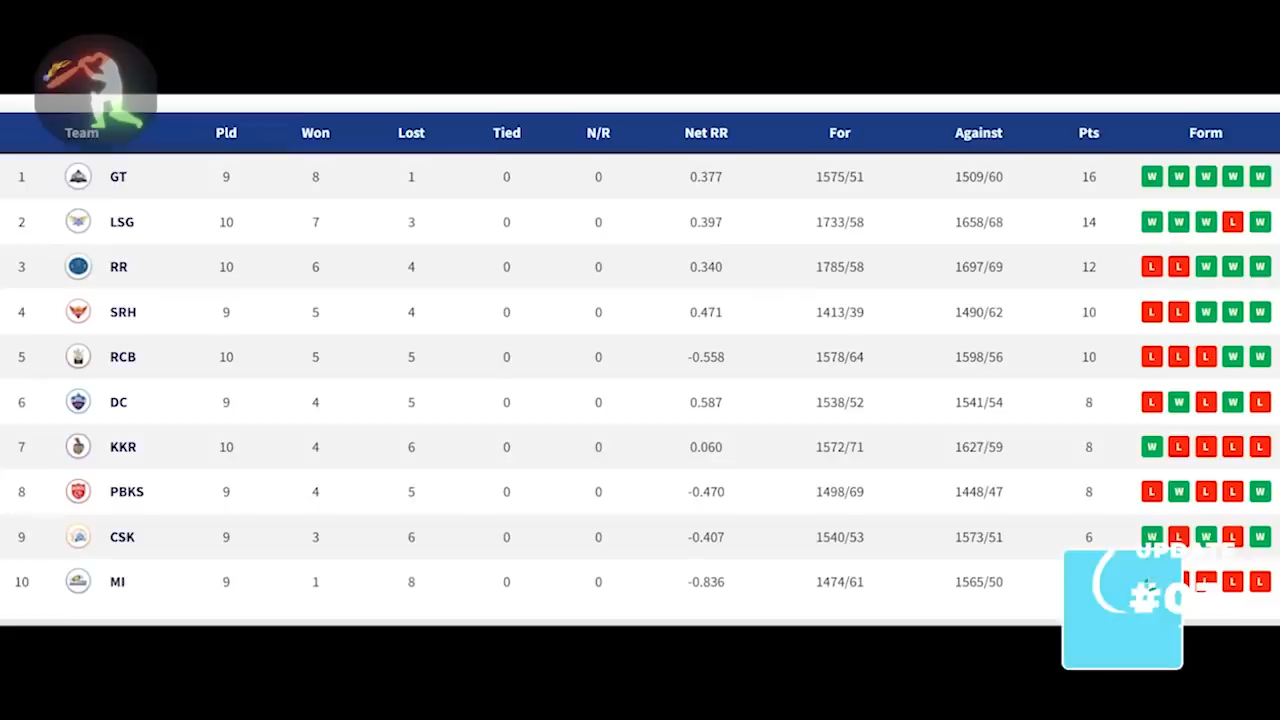 Team Pld Won Lost Tied N/R Net RR For Against Pts Form
1 GT 9 8 1 0 0 0.377 1575/51 1509/60 16 W W W W W
2 LSG 10 7 3 0 0 0.397 1733/58 1658/68 14 W W W L W
3 RR 10 6 4 0 0 0.340 1785/58 1697/69 12 L L W W W
4 SRH 9 5 4 0 0 0.471 1413/39 1490/62 10 L L W W W
5 RCB 10 5 5 0 0 -0.558 1578/64 1598/56 10 L L L W W
6 DC 9 4 5 0 0 0.587 1538/52 1541/54 8 L W L W L
7 KKR 10 4 6 0 0 0.060 1572/71 1627/59 8 W L L L L
8 PBKS 9 4 5 0 0 -0.470 1498/69 1448/47 8 L W L L W
9 CSK 9 3 6 0 0 -0.407 1540/53 1573/51 6 W L W L W
UPDATE
10 MI 9 1 8 0 0 -0.836 1474/61 1565/50 L L L